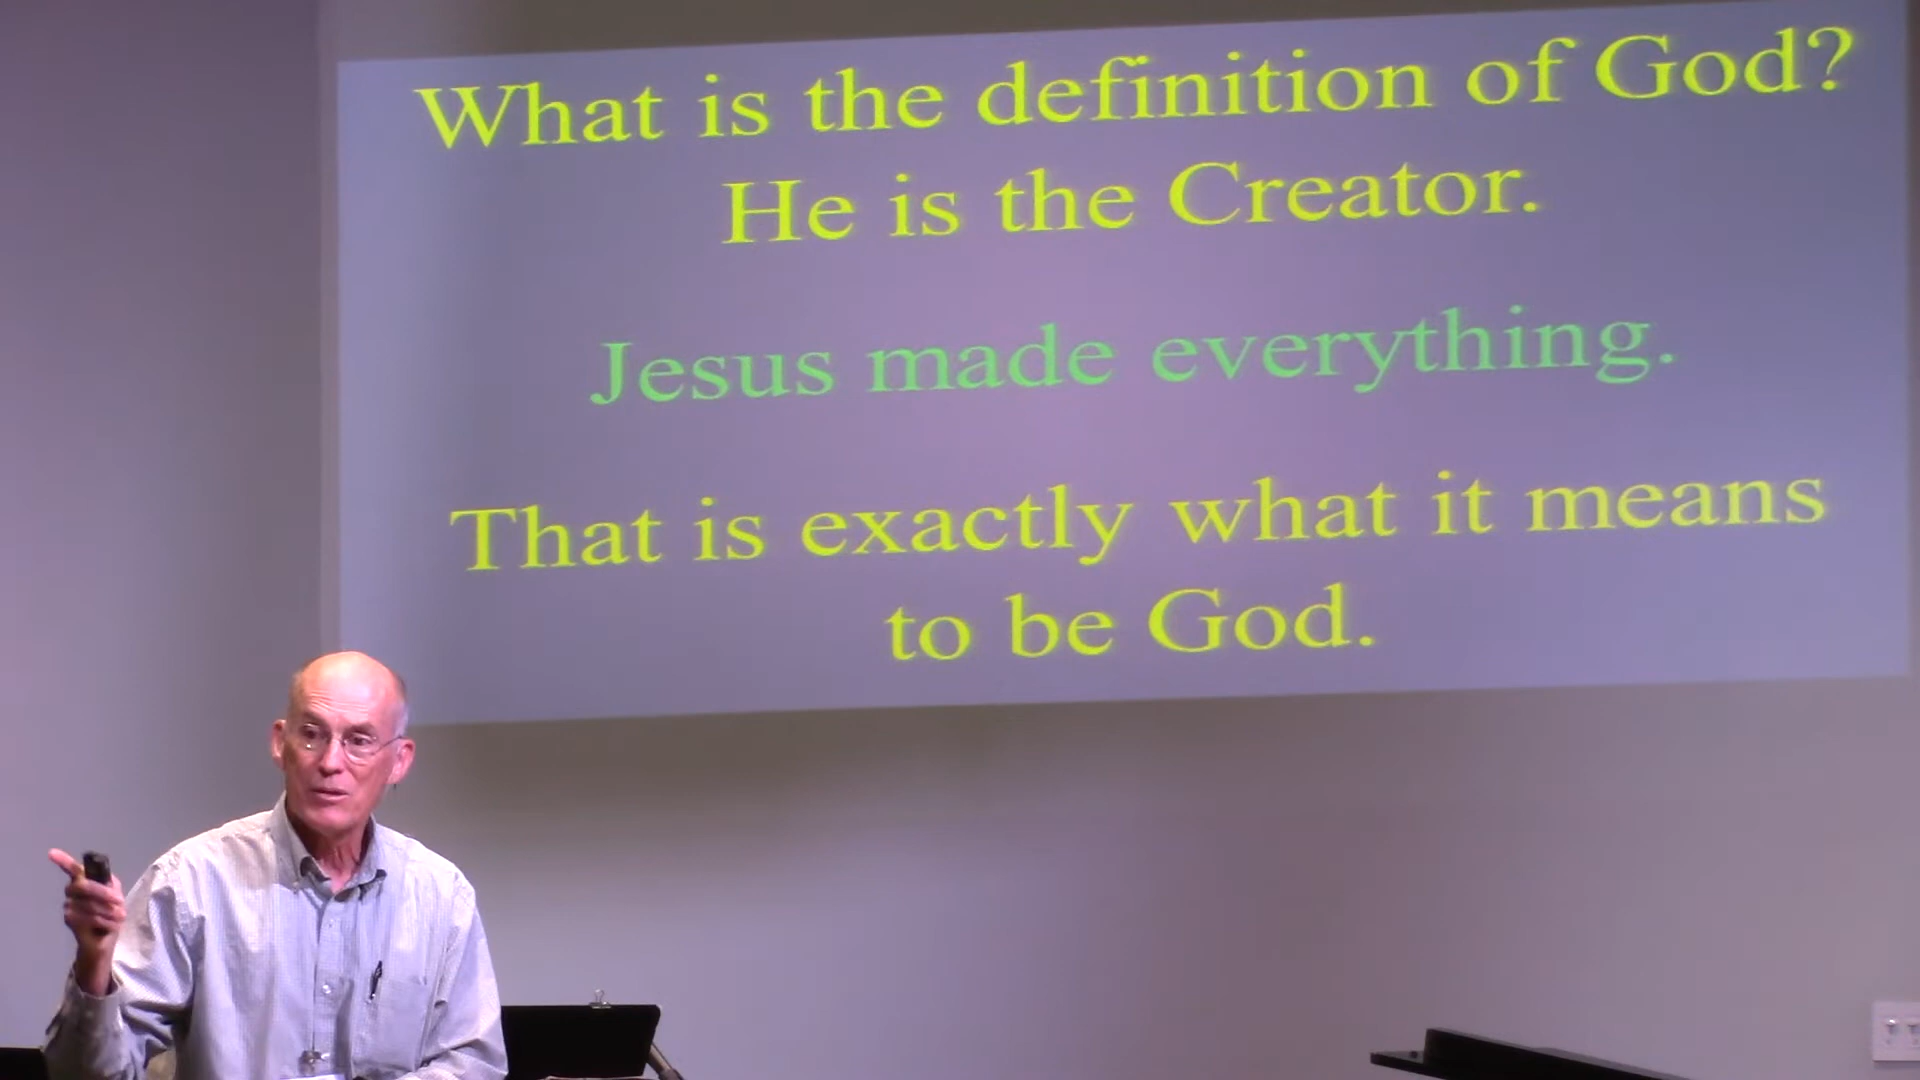 What is the definition of God?
He is the Creator.
Jesus made everything.
That is exactly what it means
to be God.